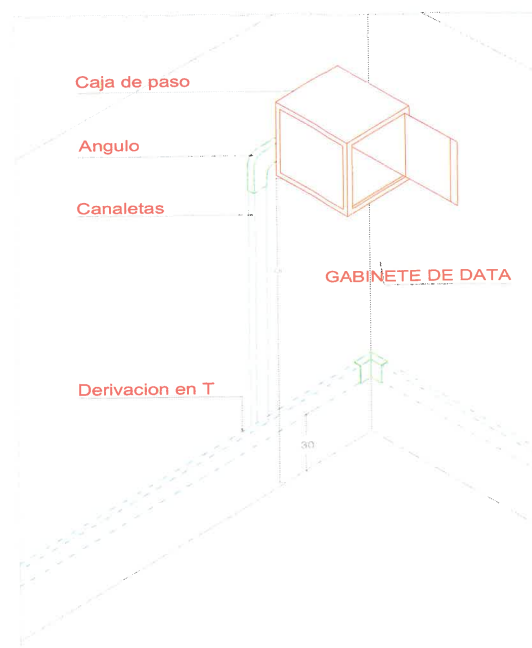 Caja de paso
Angulo
Canaletas
GABINETE DE DATA
Derivacion en T
30